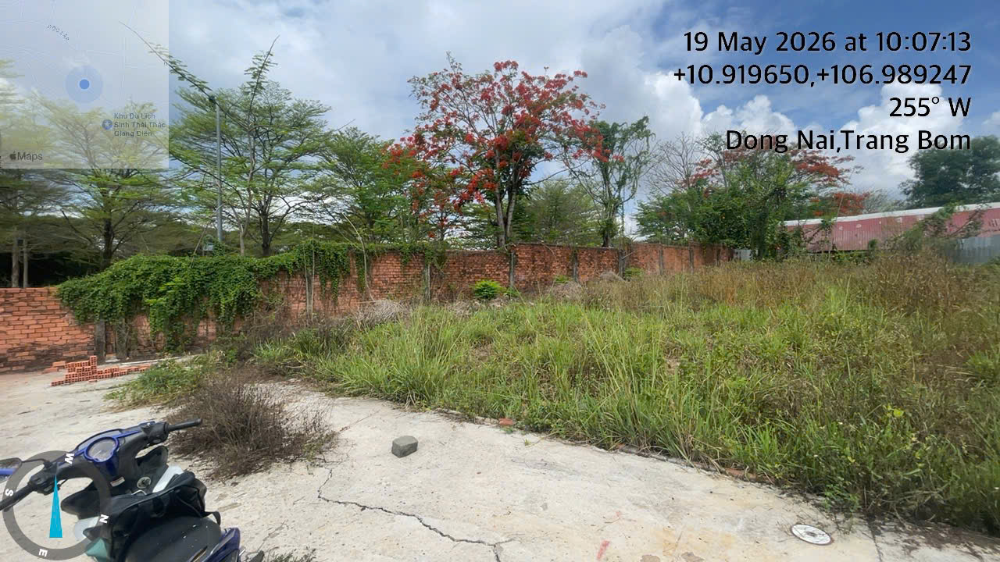 19 May 2026 at 10:07:13
+10.919650,+106.989247
255° W
Dong Nai,Trang Bom
Khu Du Lịch
Sinh Thái Thác
Giang Điền
Maps
W
S
N
E